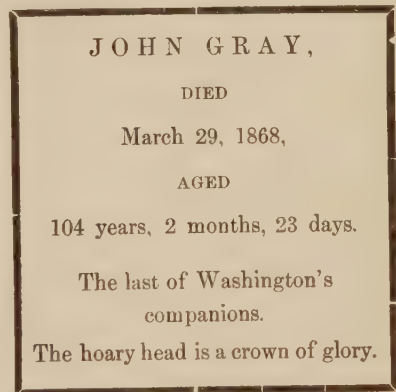 JOHN GRAY,
DIED
March 29, 1868,
AGED
104 years, 2 months, 23 days.
The last of Washington's
companions.
The hoary head is a crown of glory.